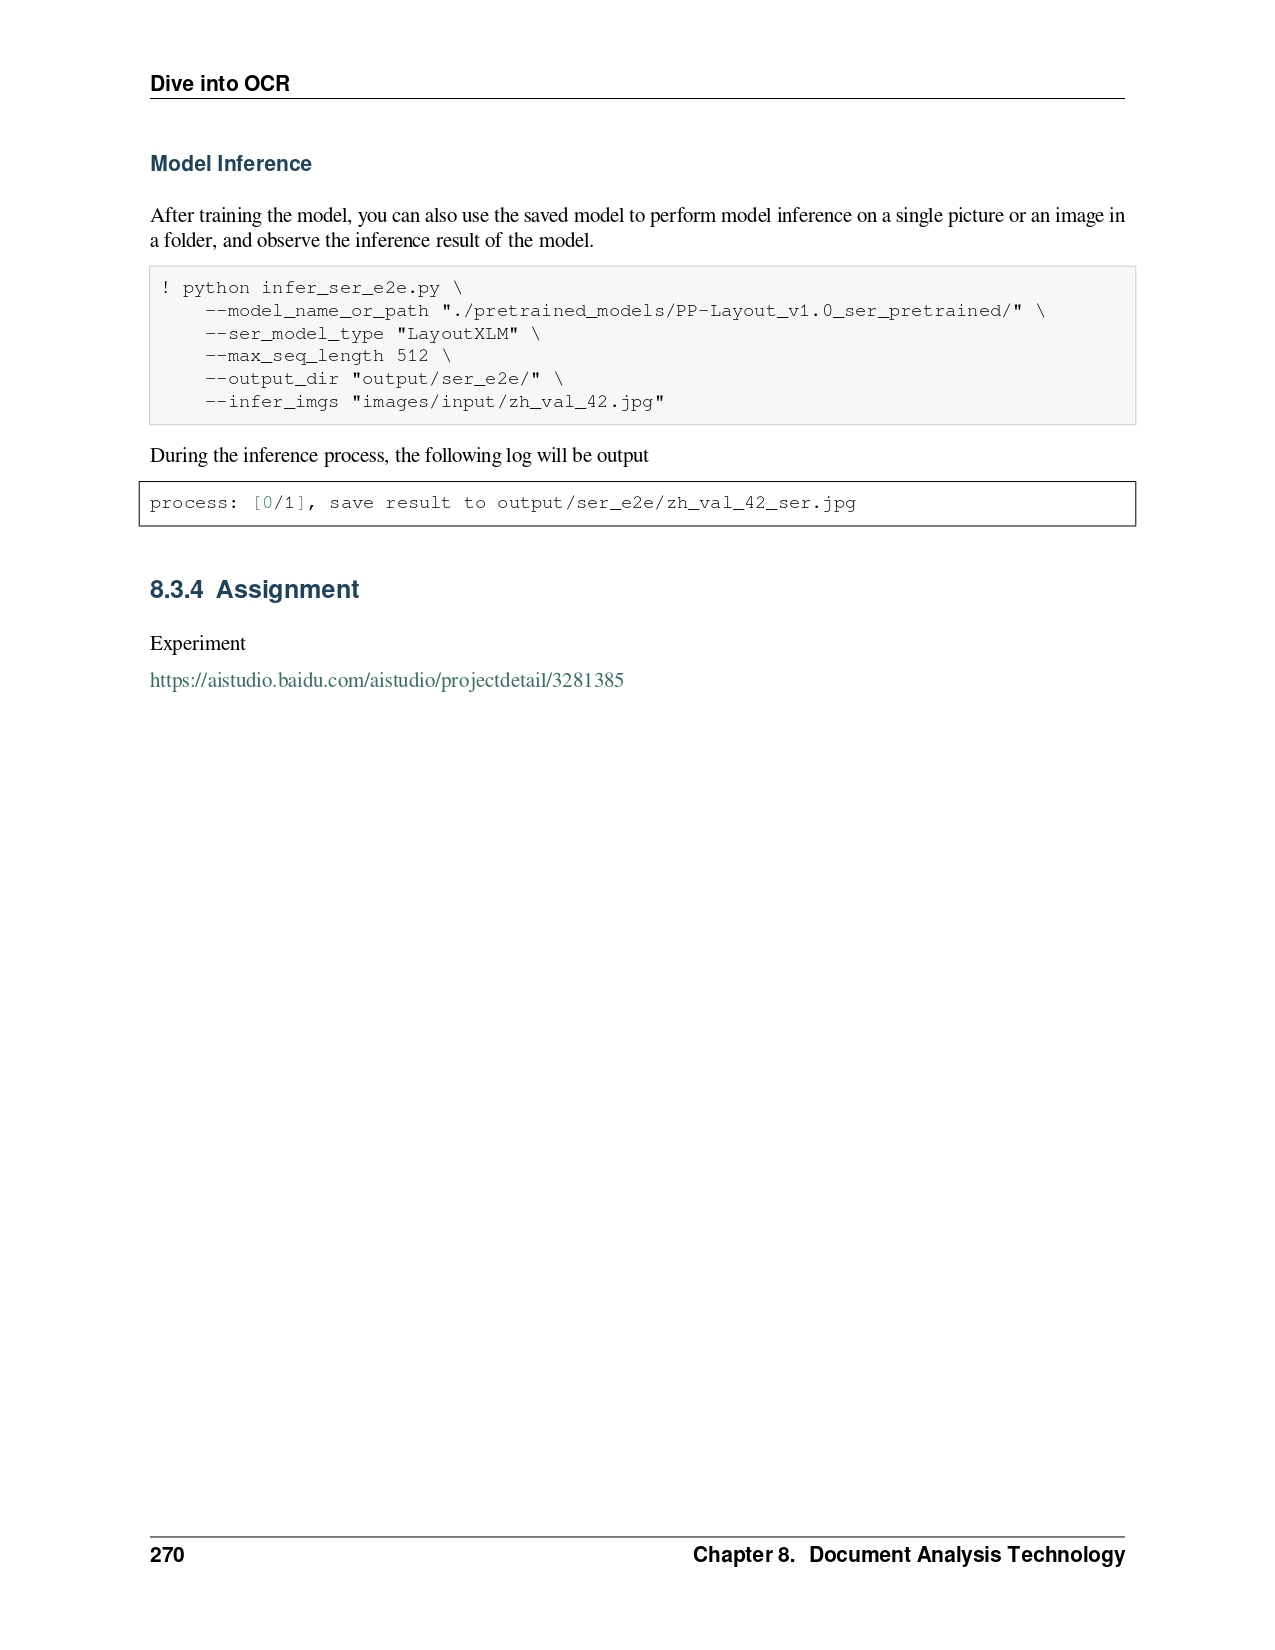 Dive into OCR
Model Inference
After training the model, you can also use the saved model to perform model inference on a single picture or an image in
a folder, and observe the inference result of the model.
! python infer_ser_e2e.py \
    --model_name_or_path "./pretrained_models/PP-Layout_v1.0_ser_pretrained/" \
    --ser_model_type "LayoutXLM" \
    --max_seq_length 512 \
    --output_dir "output/ser_e2e/" \
    --infer_imgs "images/input/zh_val_42.jpg"
During the inference process, the following log will be output
process: [0/1], save result to output/ser_e2e/zh_val_42_ser.jpg
8.3.4 Assignment
Experiment
https://aistudio.baidu.com/aistudio/projectdetail/3281385
270 Chapter 8. Document Analysis Technology